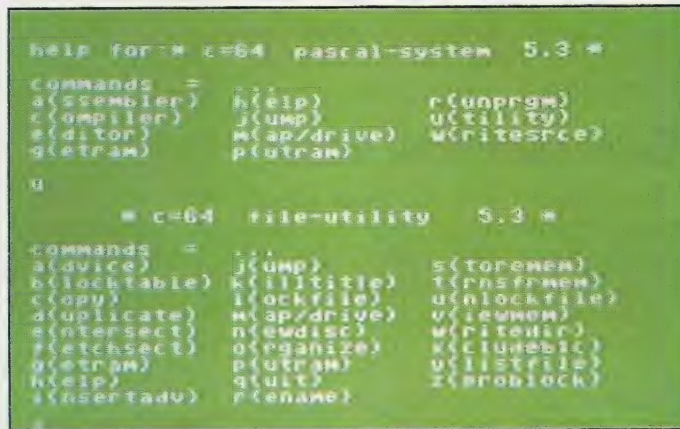 help for:* c=64 pascal-system 5.3 *
commands = ...
a(ssembler) h(elp) r(unprgm)
c(ompiler) j(ump) u(tility)
e(ditor) m(ap/drive) w(ritesrce)
g(etram) p(utram)
u
* c=64 file-utility 5.3 *
commands = ...
a(dvice) j(ump) s(toremem)
b(locktable) k(illtitle) t(rnsfrmem)
c(opy) l(ockfile) u(nlockfile)
d(uplicate) m(ap/drive) v(iewmem)
e(ntersect) n(ewdisc) w(ritedir)
f(etchsect) o(rganize) x(cludeblc)
g(etram) p(utram) y(listfile)
h(elp) q(uit) z(eroblock)
i(nsertadv) r(ename)